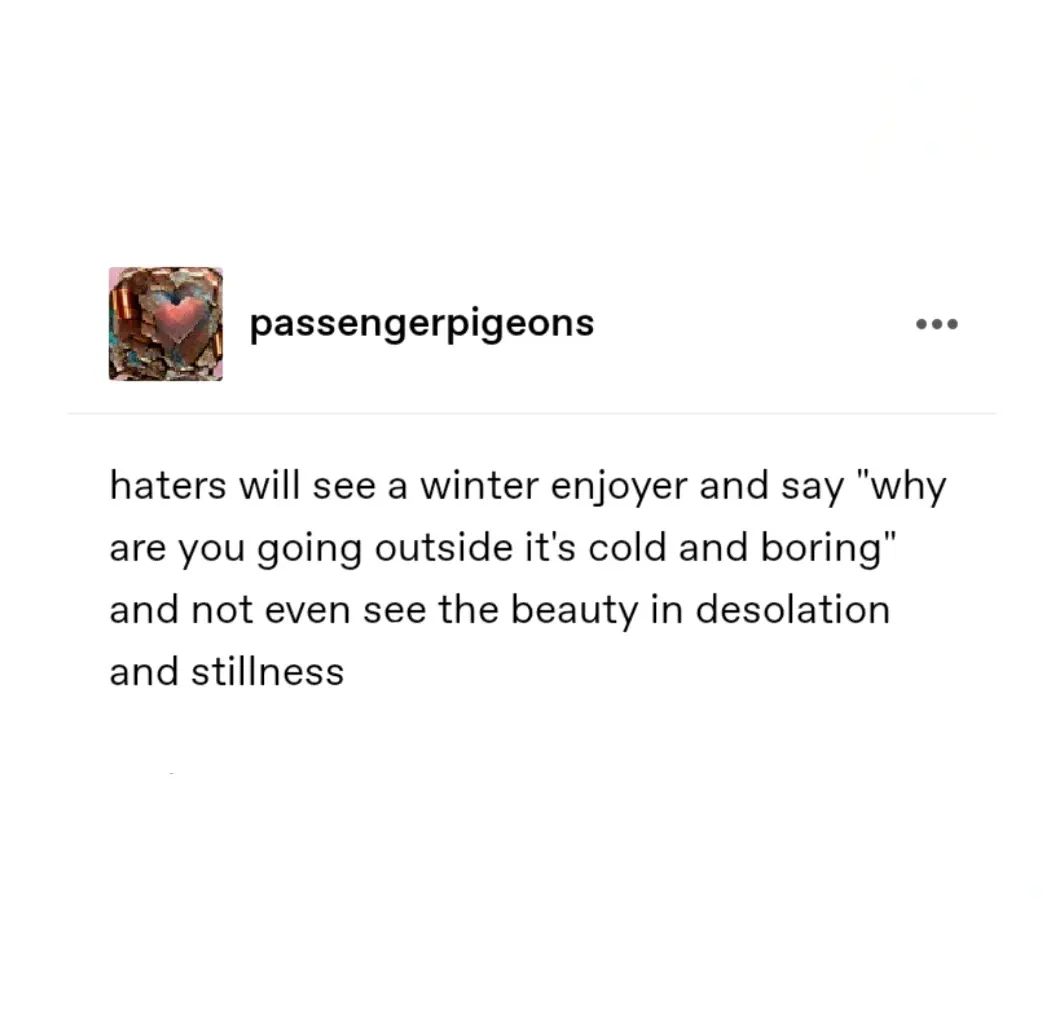 passengerpigeons
haters will see a winter enjoyer and say "why
are you going outside it's cold and boring"
and not even see the beauty in desolation
and stillness